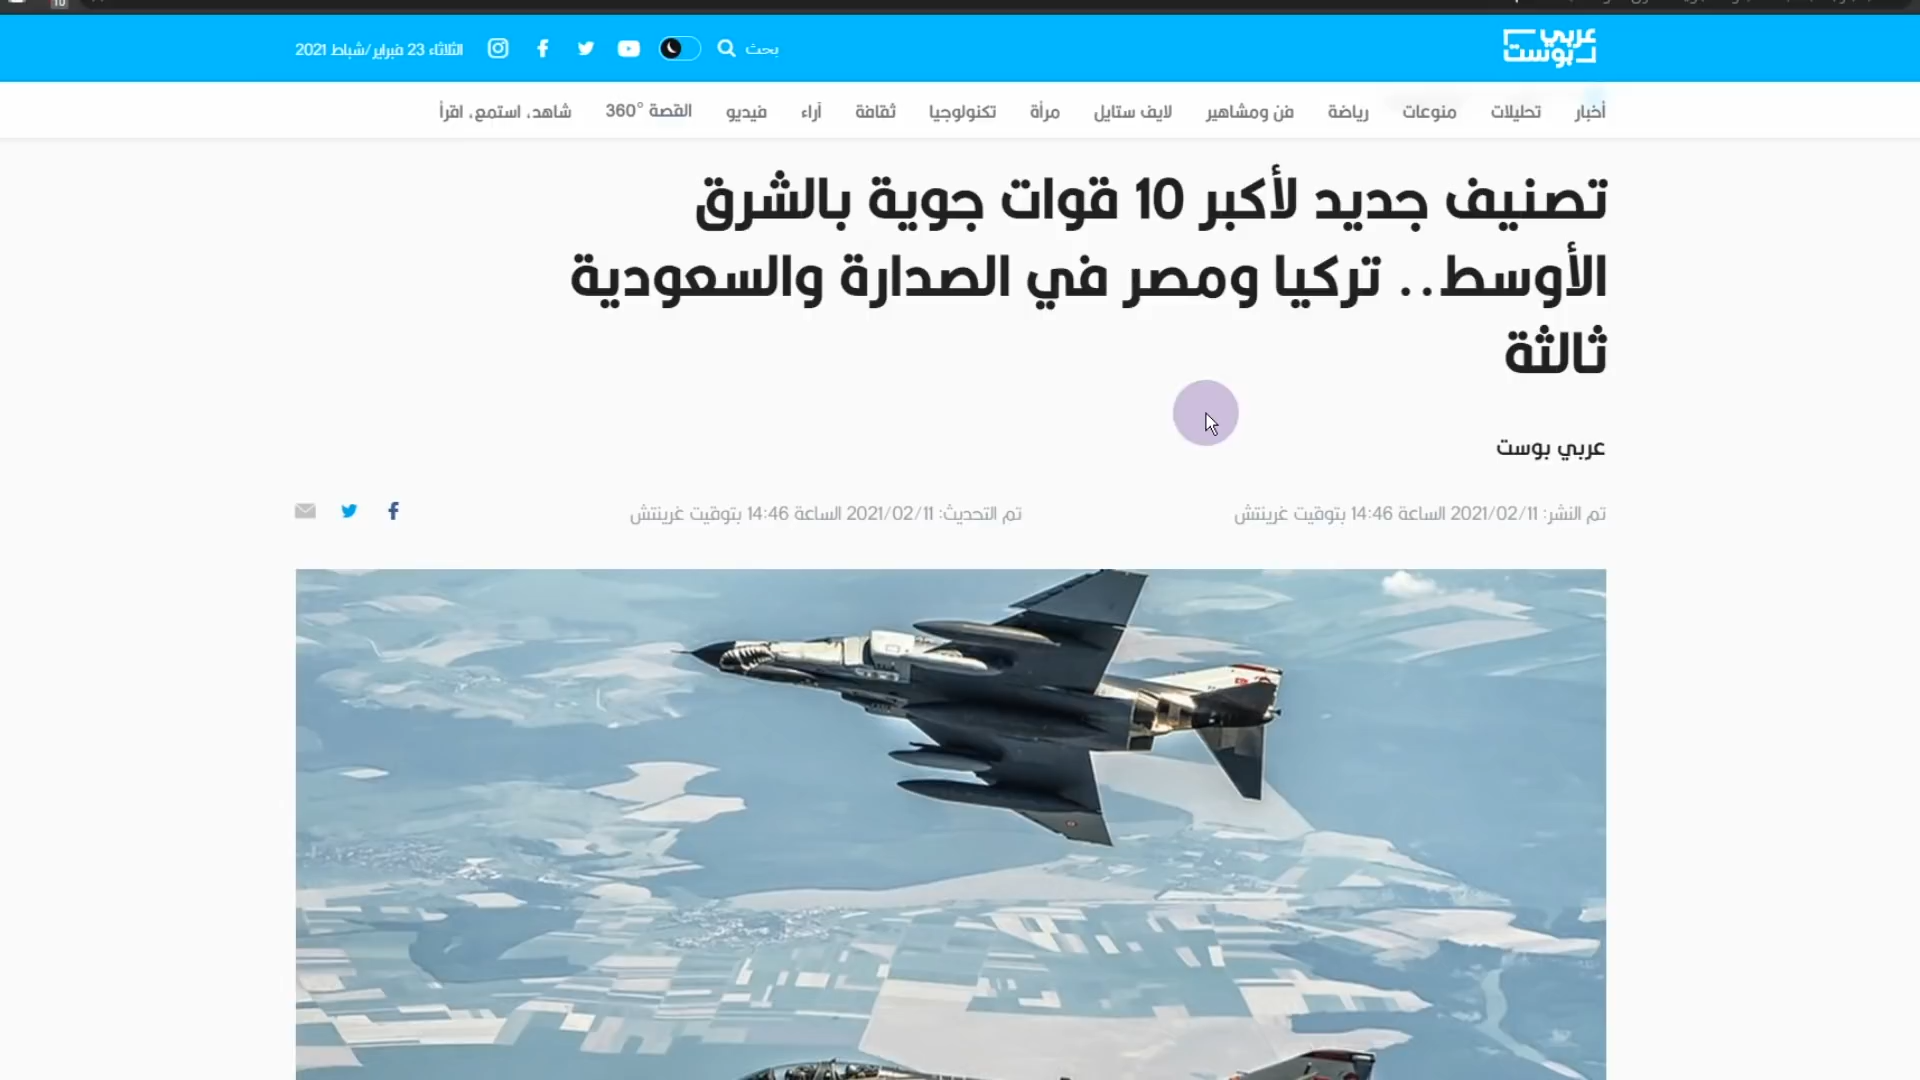 عربي
بوست
بحث
الثلاثاء 23 فبراير/شباط 2021
أخبار تحليلات منوعات رياضة فن ومشاهير لايف ستايل مرأة تكنولوجيا ثقافة آراء فيديو القصة °360 شاهد، استمع، اقرأ
تصنيف جديد لأكبر 10 قوات جوية بالشرق
الأوسط.. تركيا ومصر في الصدارة والسعودية
ثالثة
عربي بوست
تم النشر: 2021/02/11 الساعة 14:46 بتوقيت غرينتش
تم التحديث: 2021/02/11 الساعة 14:46 بتوقيت غرينتش